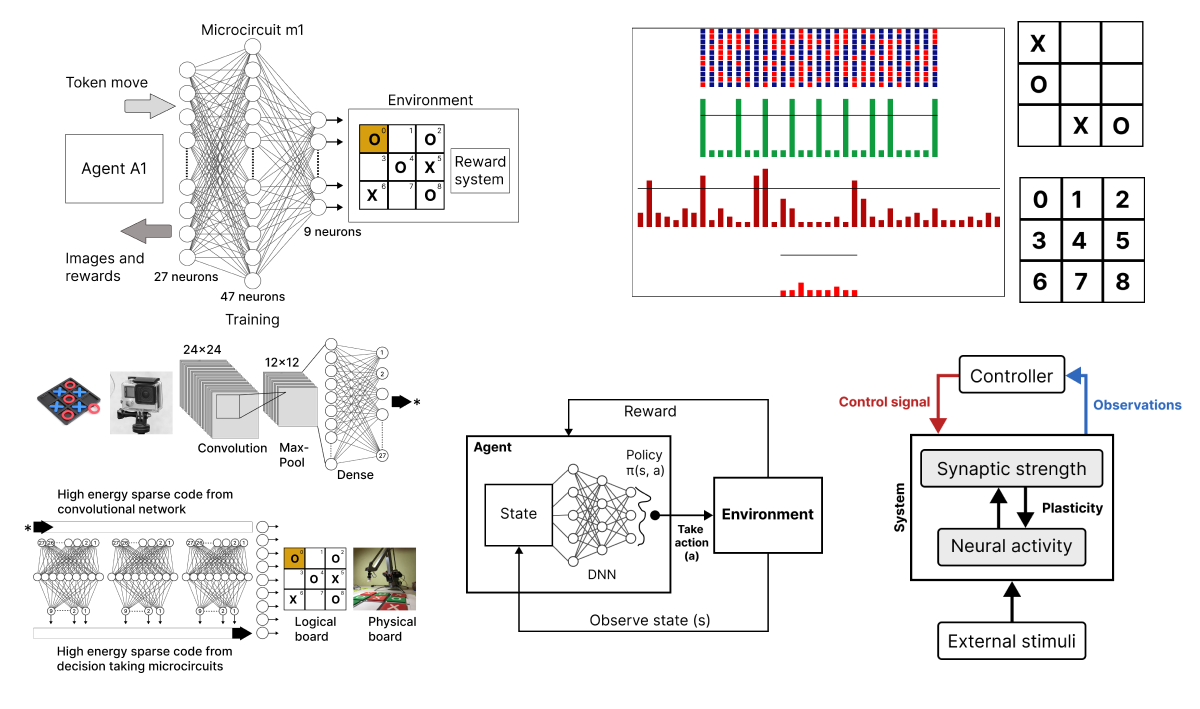 Microcircuit m1
Token move
Agent A1
Images and
rewards
27 neurons
47 neurons
9 neurons
Training
Environment
O 0
1
O 2
3
O 4
X 5
X 6
7
O 8
Reward
system
X
O
X O
0 1 2
3 4 5
6 7 8
24×24
12×12
Convolution
Max-
Pool
Dense
1
2
27
*
High energy sparse code from
convolutional network
*
27 26 2 1
27 26 2 1
27 26 2 1
9 2 1
9 2 1
9 2 1
High energy sparse code from
decision taking microcircuits
O 0
1
O 2
3
O 4
X 5
X 6
7
O 8
Logical
board
Physical
board
Reward
Agent
Policy
π(s, a)
State
DNN
Take
action
(a)
Environment
Observe state (s)
Controller
Control signal
Observations
System
Synaptic strength
Plasticity
Neural activity
External stimuli